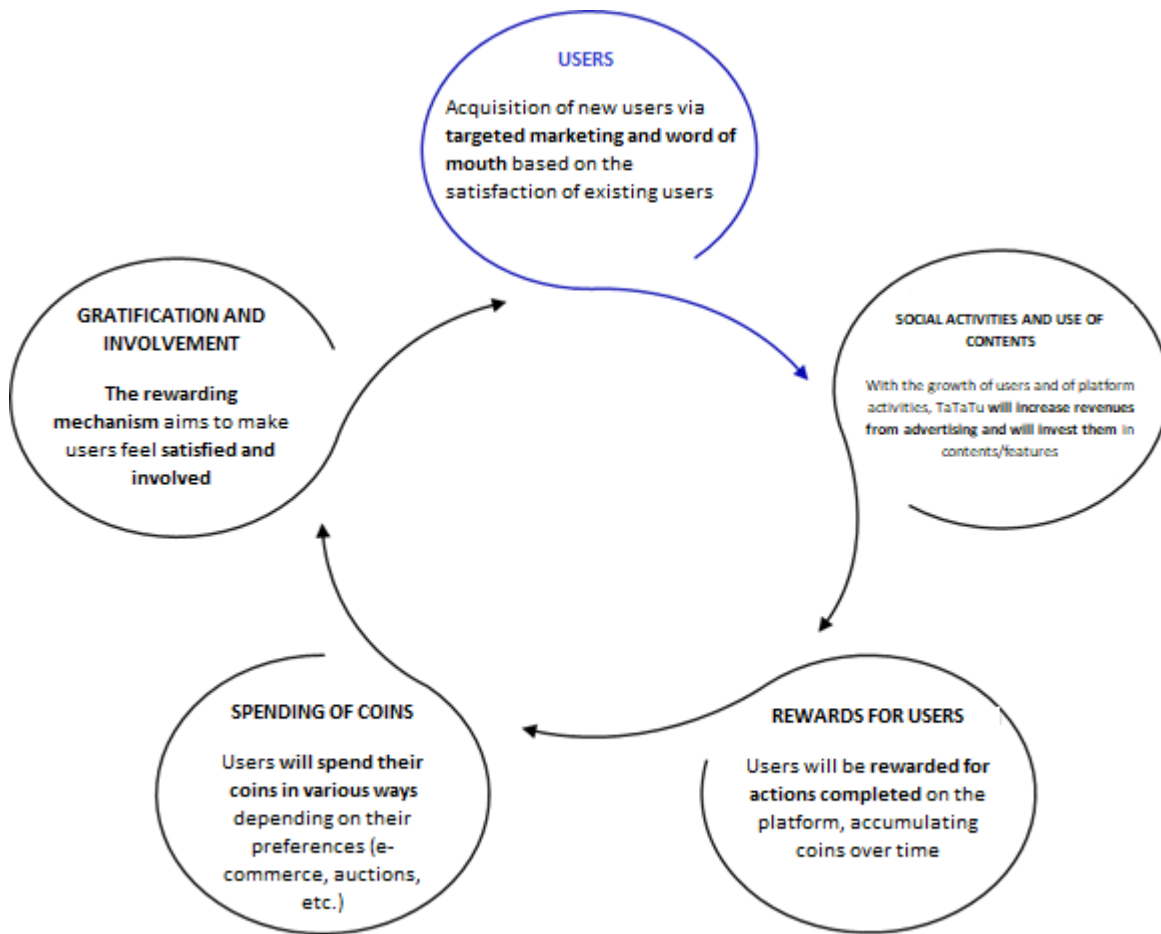 USERS
Acquisition of new users via
targeted marketing and word of
mouth based on the
satisfaction of existing users
SOCIAL ACTIVITIES AND USE OF
CONTENTS
With the growth of users and of platform
activities, TaTaTu will increase revenues
from advertising and will invest them in
contents/features
REWARDS FOR USERS
Users will be rewarded for
actions completed on the
platform, accumulating
coins over time
SPENDING OF COINS
Users will spend their
coins in various ways
depending on their
preferences (e-
commerce, auctions,
etc.)
GRATIFICATION AND
INVOLVEMENT
The rewarding
mechanism aims to make
users feel satisfied and
involved